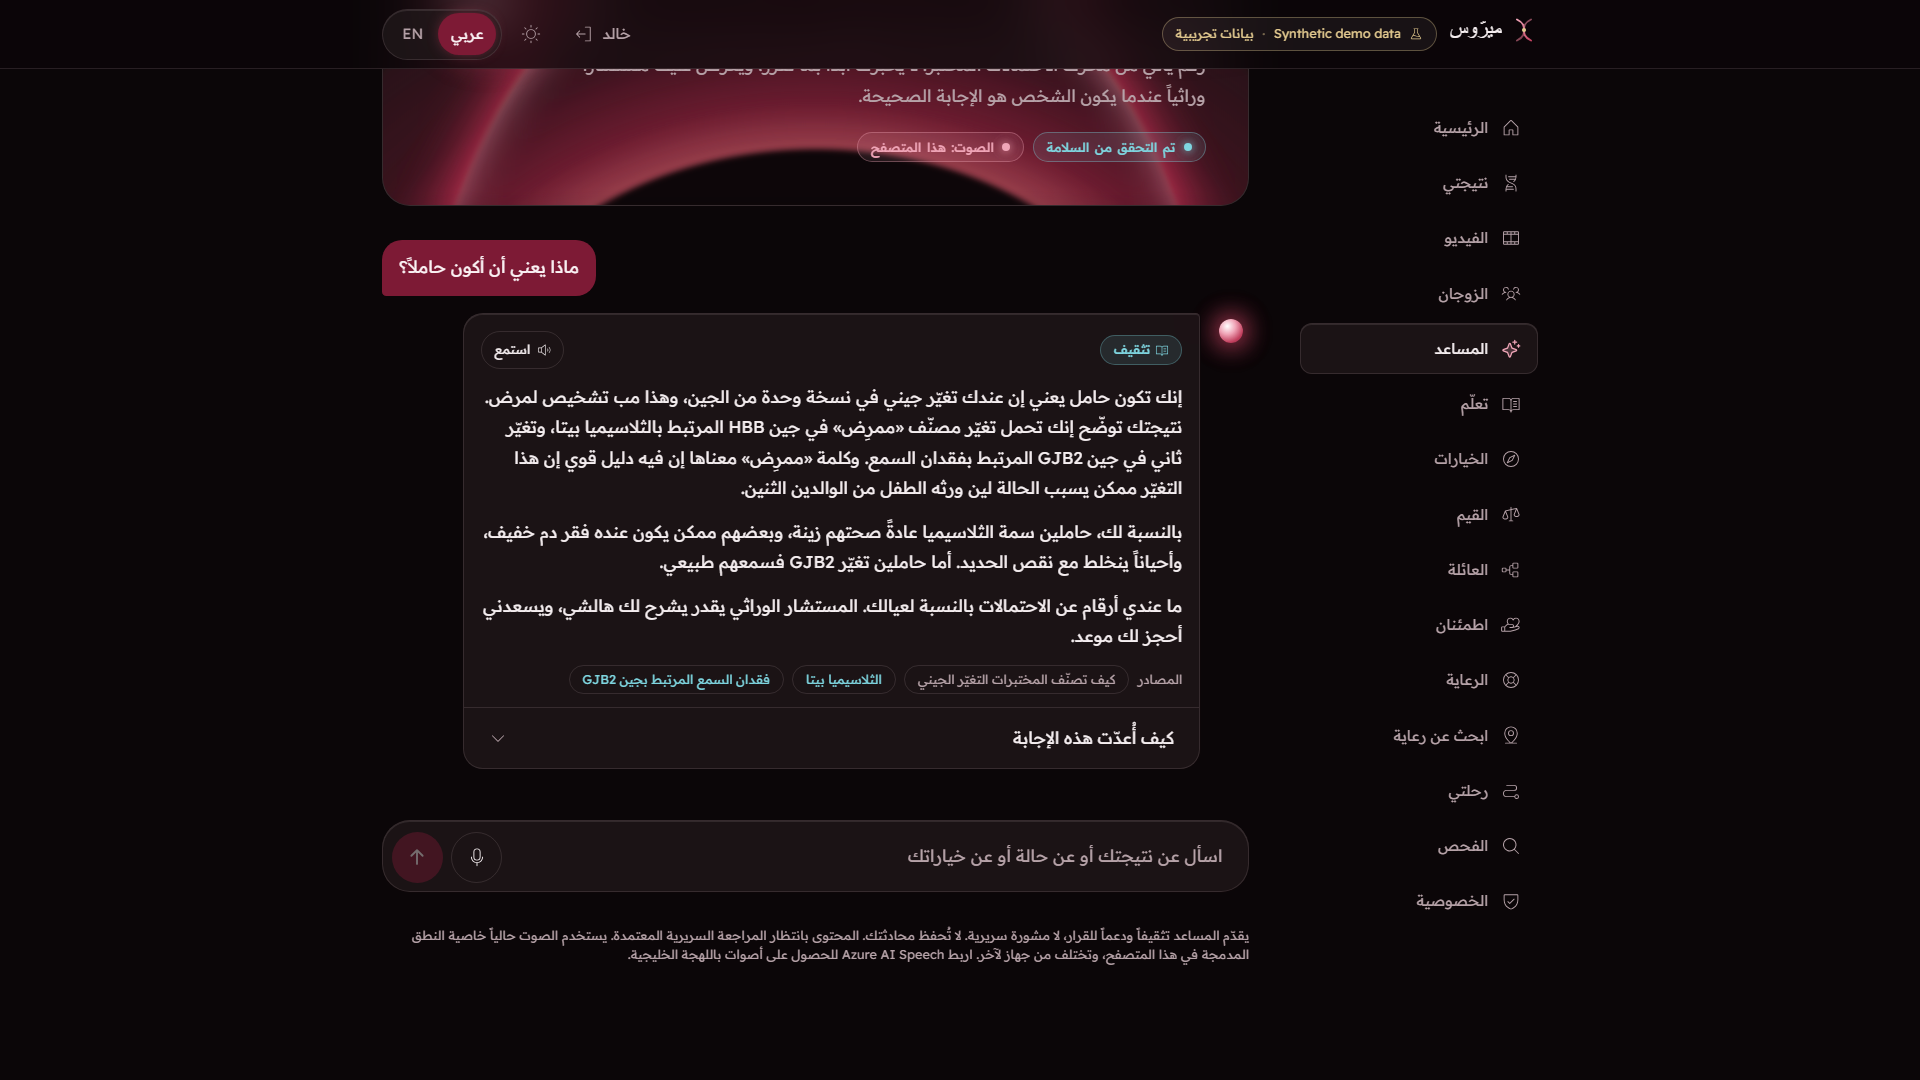 ميرّوس
Synthetic demo data · بيانات تجريبية
خالد
عربي
EN
وراثياً عندما يكون الشخص هو الإجابة الصحيحة.
تم التحقق من السلامة
الصوت: هذا المتصفح
الرئيسية
نتيجتي
الفيديو
الزوجان
المساعد
تعلّم
الخيارات
القيم
العائلة
اطمئنان
الرعاية
ابحث عن رعاية
رحلتي
الفحص
الخصوصية
ماذا يعني أن أكون حاملاً؟
تثقيف
استمع
إنك تكون حامل يعني إن عندك تغيّر جيني في نسخة وحدة من الجين، وهذا مب تشخيص لمرض.
نتيجتك توضّح إنك تحمل تغيّر مصنّف «ممرِض» في جين HBB المرتبط بالثلاسيميا بيتا، وتغيّر
ثاني في جين GJB2 المرتبط بفقدان السمع. وكلمة «ممرِض» معناها إن فيه دليل قوي إن هذا
التغيّر ممكن يسبب الحالة لين ورثه الطفل من الوالدين الثنين.
بالنسبة لك، حاملين سمة الثلاسيميا عادةً صحتهم زينة، وبعضهم ممكن يكون عنده فقر دم خفيف،
وأحياناً ينخلط مع نقص الحديد. أما حاملين تغيّر GJB2 فسمعهم طبيعي.
ما عندي أرقام عن الاحتمالات بالنسبة لعيالك. المستشار الوراثي يقدر يشرح لك هالشي، ويسعدني
أحجز لك موعد.
المصادر
كيف تصنّف المختبرات التغيّر الجيني
الثلاسيميا بيتا
فقدان السمع المرتبط بجين GJB2
كيف أُعدّت هذه الإجابة
اسأل عن نتيجتك أو عن حالة أو عن خياراتك
يقدّم المساعد تثقيفاً ودعماً للقرار، لا مشورة سريرية. لا تُحفظ محادثتك. المحتوى بانتظار المراجعة السريرية المعتمدة. يستخدم الصوت حالياً خاصية النطق
المدمجة في هذا المتصفح، وتختلف من جهاز لآخر. اربط Azure AI Speech للحصول على أصوات باللهجة الخليجية.